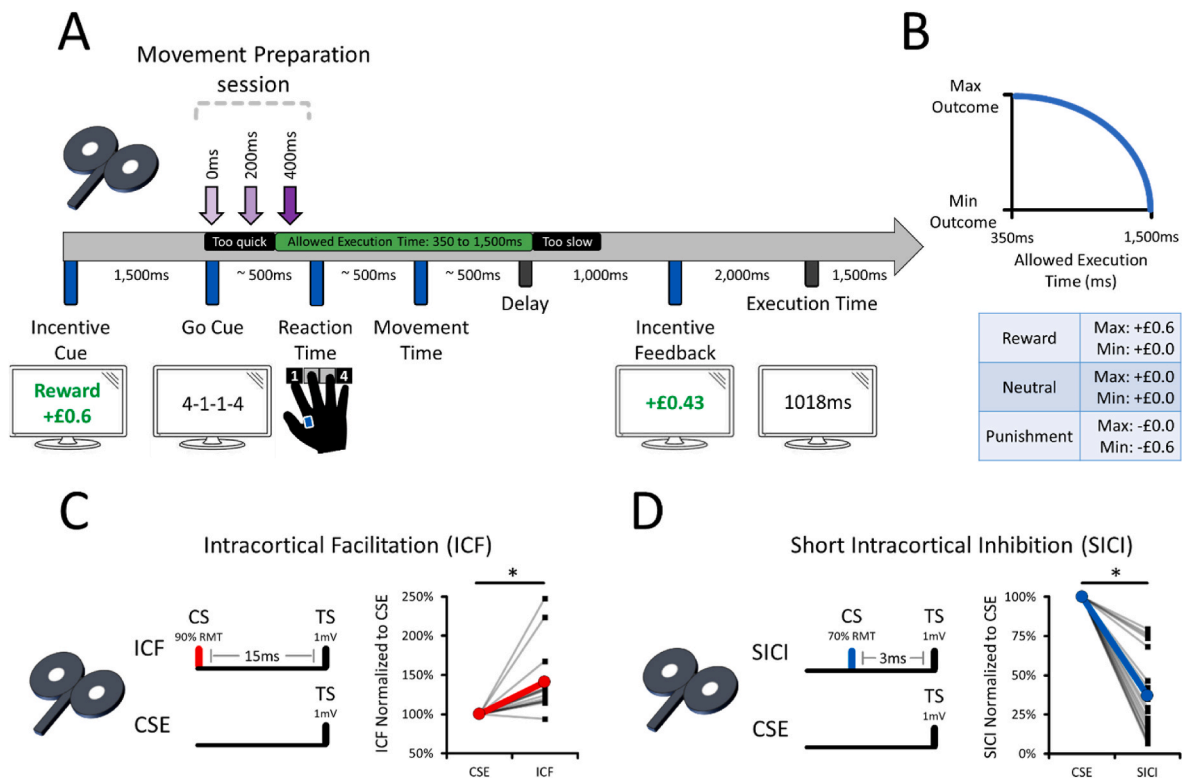 A
Movement Preparation
session
0ms
200ms
400ms
Too quick
Allowed Execution Time: 350 to 1,500ms
Too slow
1,500ms
~ 500ms
~ 500ms
~ 500ms
1,000ms
2,000ms
1,500ms
Delay
Execution Time
Incentive
Cue
Go Cue
Reaction
Time
Movement
Time
Incentive
Feedback
Reward
+£0.6
4-1-1-4
1
4
+£0.43
1018ms
B
Max
Outcome
Min
Outcome
350ms
1,500ms
Allowed Execution
Time (ms)
Reward
Max: +£0.6
Min: +£0.0
Neutral
Max: +£0.0
Min: +£0.0
Punishment
Max: -£0.0
Min: -£0.6
C
Intracortical Facilitation (ICF)
CS
TS
90% RMT
1mV
ICF
15ms
TS
1mV
CSE
ICF Normalized to CSE
250%
200%
150%
100%
50%
*
CSE
ICF
D
Short Intracortical Inhibition (SICI)
CS
TS
70% RMT
1mV
SICI
3ms
TS
1mV
CSE
SICI Normalized to CSE
100%
75%
50%
25%
0%
*
CSE
SICI